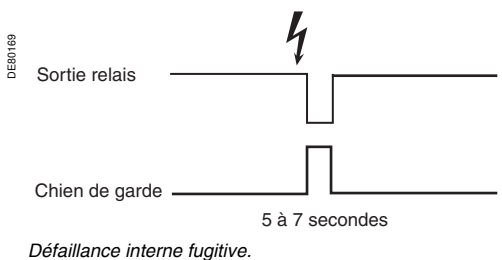 DE80169
Sortie relais
Chien de garde
5 à 7 secondes
Défaillance interne fugitive.